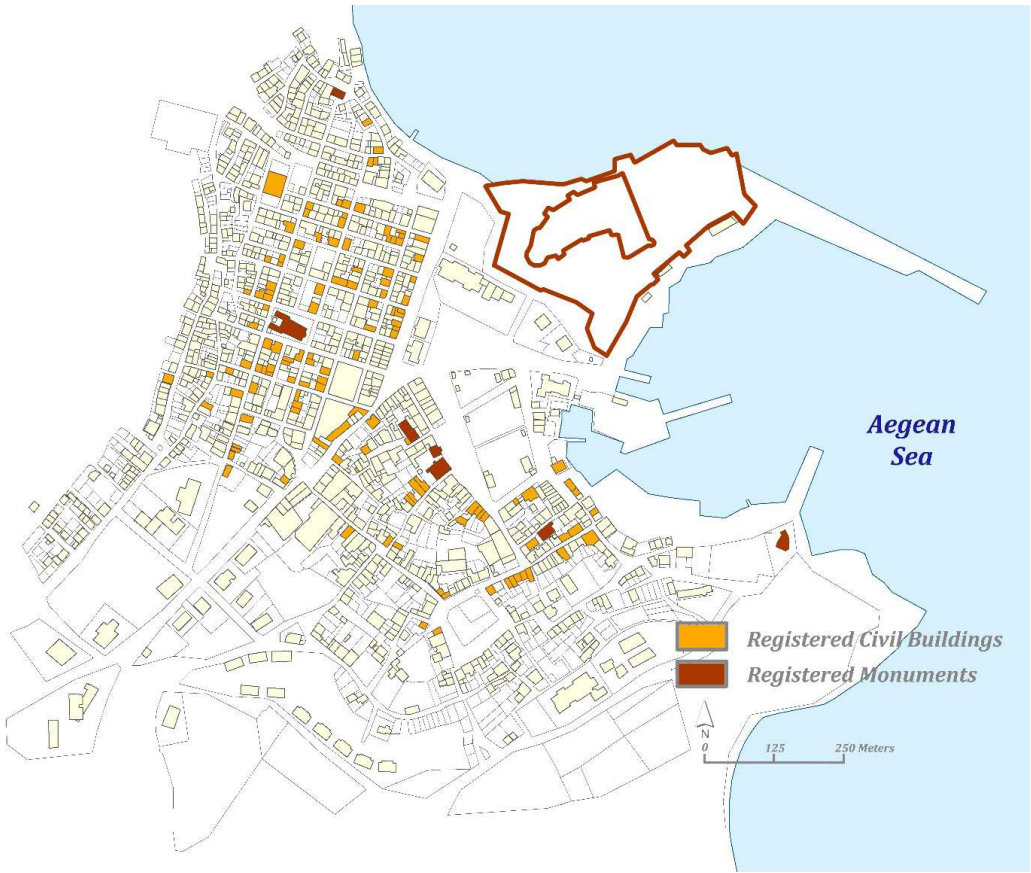 Aegean
Sea
Registered Civil Buildings
Registered Monuments
N
0 125 250 Meters